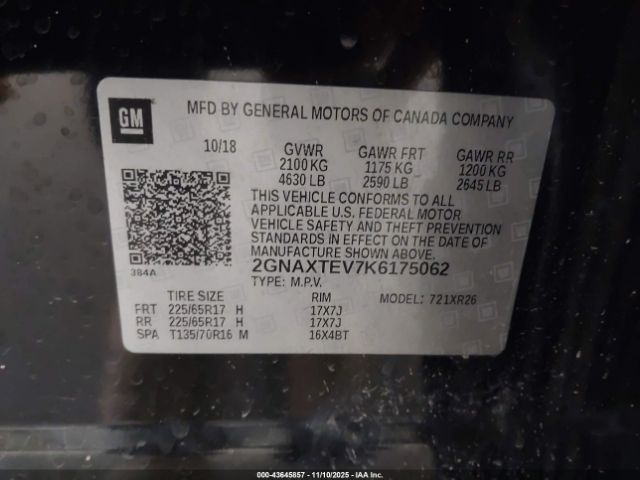 GM
MFD BY GENERAL MOTORS OF CANADA COMPANY
10/18 GVWR GAWR FRT GAWR RR
2100 KG 1175 KG 1200 KG
4630 LB 2590 LB 2645 LB
THIS VEHICLE CONFORMS TO ALL
APPLICABLE U.S. FEDERAL MOTOR
VEHICLE SAFETY AND THEFT PREVENTION
STANDARDS IN EFFECT ON THE DATE OF
MANUFACTURE SHOWN ABOVE.
2GNAXTEV7K6175062
384A
TYPE: M.P.V.
TIRE SIZE RIM MODEL: 721XR26
FRT 225/65R17 H 17X7J
RR 225/65R17 H 17X7J
SPA T135/70R16 M 16X4BT
000-43645857 - 11/10/2025 - IAA Inc.